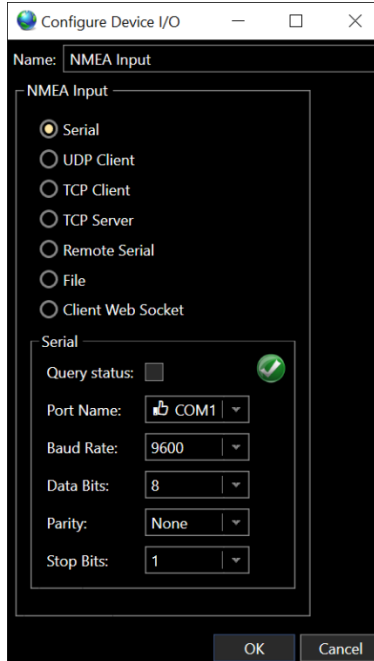 Configure Device I/O
Name: NMEA Input
NMEA Input
Serial
UDP Client
TCP Client
TCP Server
Remote Serial
File
Client Web Socket
Serial
Query status:
Port Name: COM1
Baud Rate: 9600
Data Bits: 8
Parity: None
Stop Bits: 1
OK Cancel